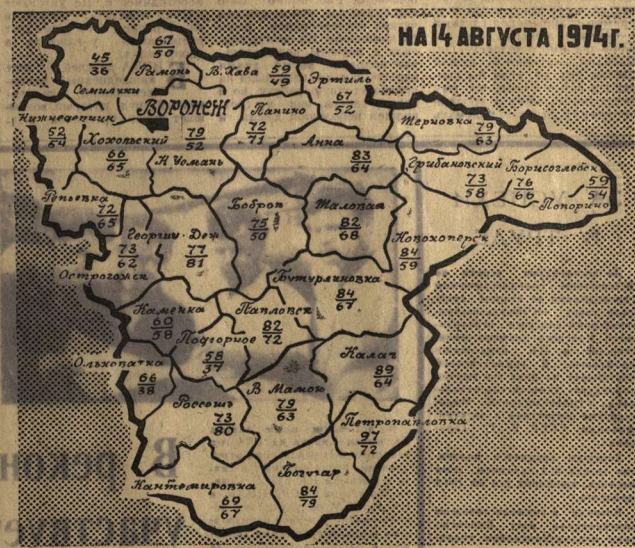 НА 14 АВГУСТА 1974г.
67
50
Рамонь
45
36
Семилуки
В. Хава
59
49
Эртиль
67
52
ВОРОНЕЖ
Панино
72
71
Нижнедевицк
52
54
Хохольский
66
65
79
52
Н. Усмань
Анна
83
64
Терновка
79
63
Грибановский
73
58
Борисоглебск
76
66
59
54
Поворино
Репьевка
72
65
Бобров
75
50
Таловая
82
68
Георгиу-Деж
77
81
73
62
Острогожск
Новохоперск
84
59
Бутурлиновка
84
67
Каменка
60
58
Павловск
82
72
Подгорное
58
37
Ольховатка
66
38
Калач
89
64
В Мамон
79
63
Россошь
73
80
Петропавловка
97
72
Богучар
84
79
Кантемировка
69
67